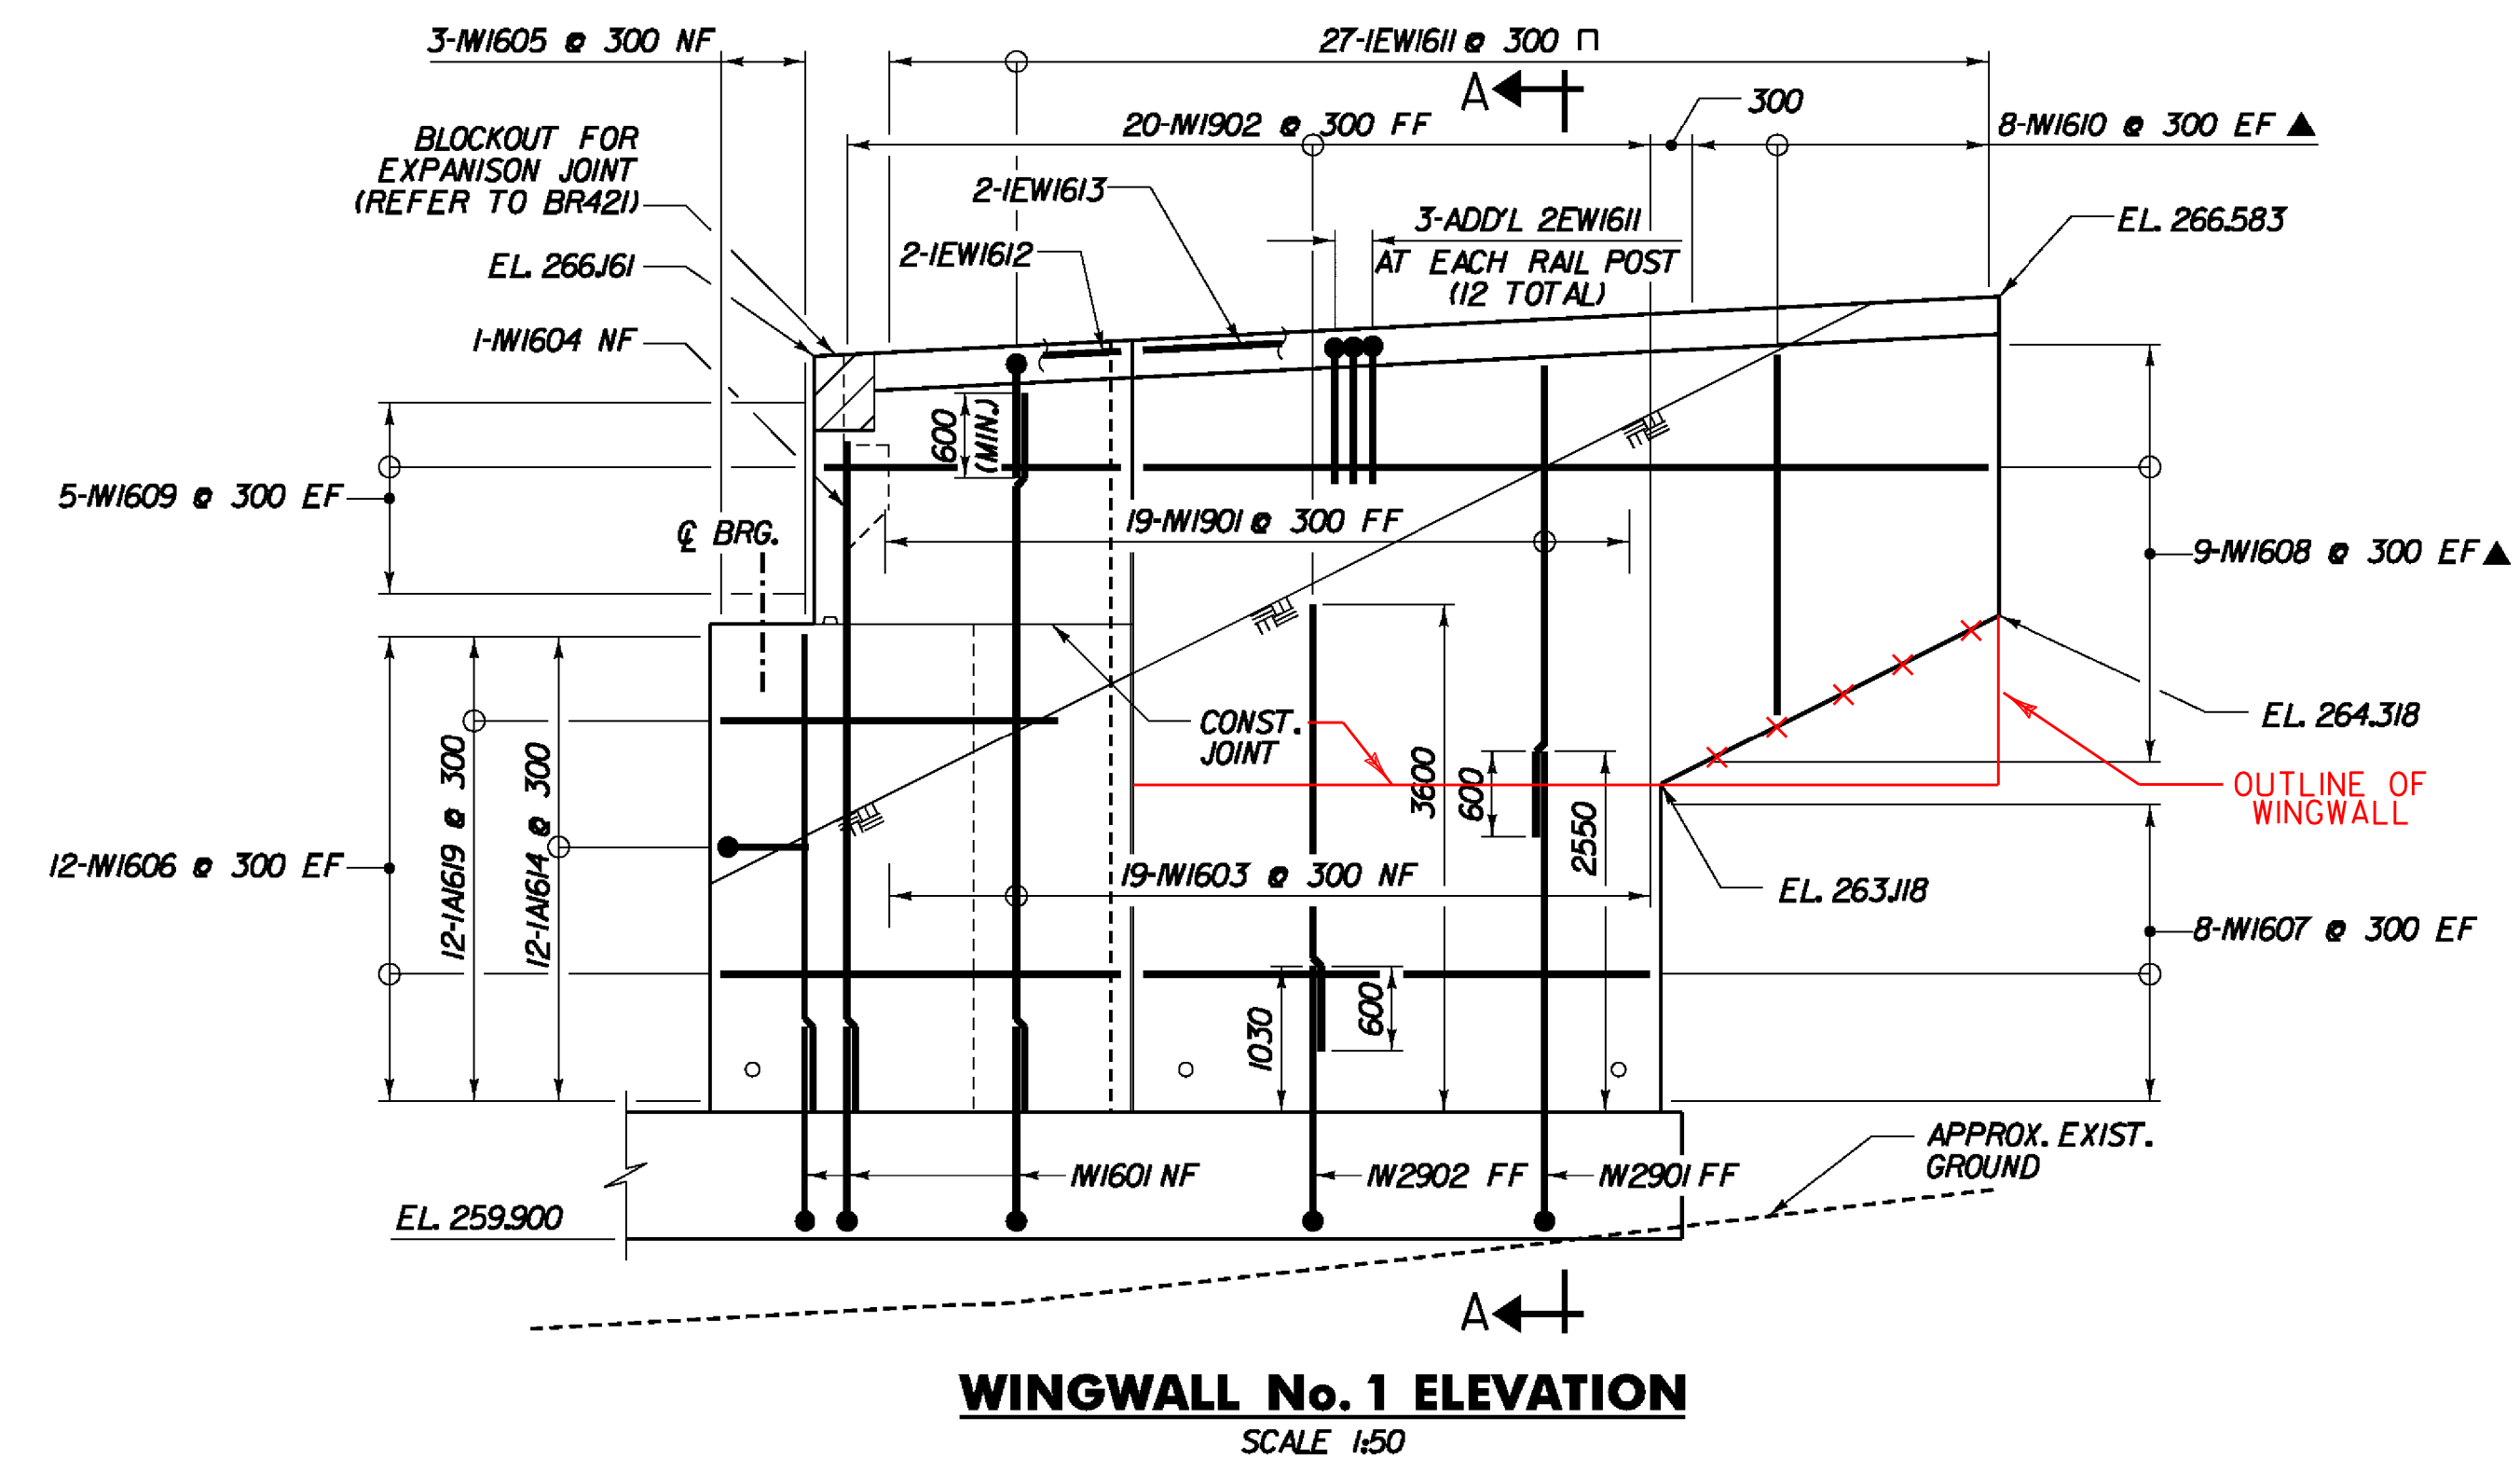 3-1W1605 @ 300 NF
27-1EW1611 @ 300 ⊓
A
300
20-1W1902 @ 300 FF
8-1W1610 @ 300 EF ▲
BLOCKOUT FOR
EXPANISON JOINT
(REFER TO BR421)
2-1EW1613
3-ADD'L 2EW1611
AT EACH RAIL POST
(12 TOTAL)
EL. 266.583
2-1EW1612
EL. 266.161
1-1W1604 NF
600
(MIN.)
5-1W1609 @ 300 EF
℄ BRG.
19-1W1901 @ 300 FF
9-1W1608 @ 300 EF ▲
CONST.
JOINT
EL. 264.318
3600
600
2550
OUTLINE OF
WINGWALL
12-1W1606 @ 300 EF
12-1A1619 @ 300
12-1A1614 @ 300
19-1W1603 @ 300 NF
EL. 263.118
8-1W1607 @ 300 EF
1030
600
APPROX. EXIST.
GROUND
1W1601 NF
1W2902 FF
1W2901 FF
EL. 259.900
A
WINGWALL No. 1 ELEVATION
SCALE 1:50